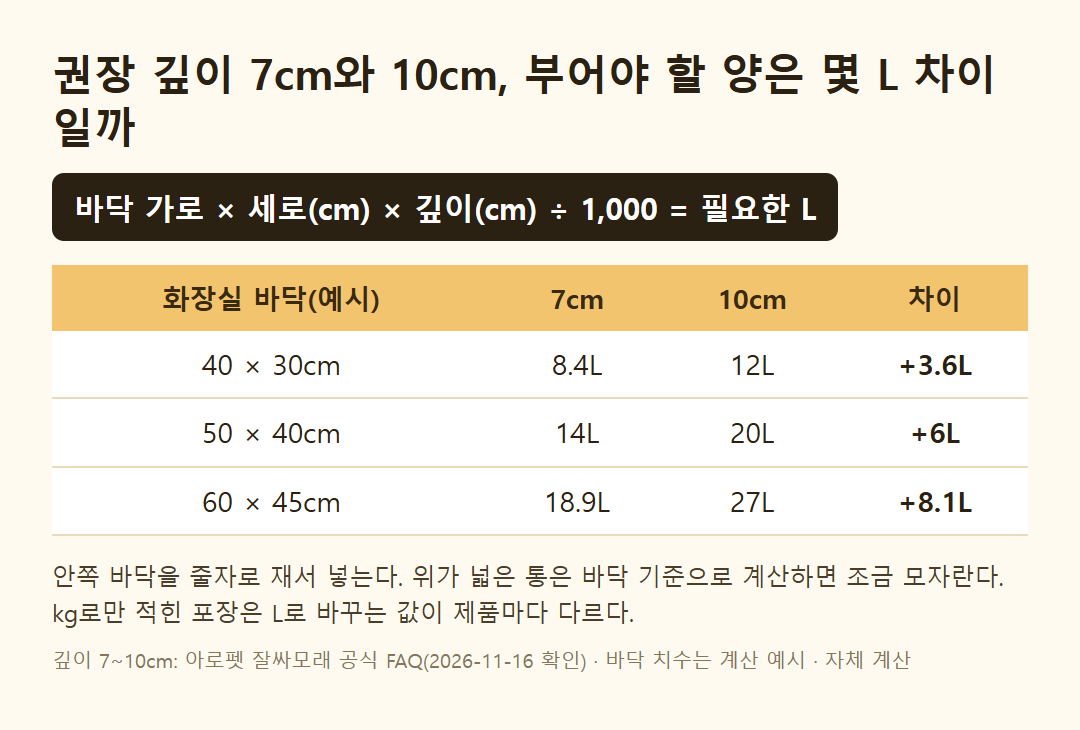 권장 깊이 7cm와 10cm, 부어야 할 양은 몇 L 차이
일까
바닥 가로 × 세로(cm) × 깊이(cm) ÷ 1,000 = 필요한 L
화장실 바닥(예시) 7cm 10cm 차이
40 × 30cm 8.4L 12L +3.6L
50 × 40cm 14L 20L +6L
60 × 45cm 18.9L 27L +8.1L
안쪽 바닥을 줄자로 재서 넣는다. 위가 넓은 통은 바닥 기준으로 계산하면 조금 모자란다.
kg로만 적힌 포장은 L로 바꾸는 값이 제품마다 다르다.
깊이 7~10cm: 아로펫 잘싸모래 공식 FAQ(2026-11-16 확인) · 바닥 치수는 계산 예시 · 자체 계산